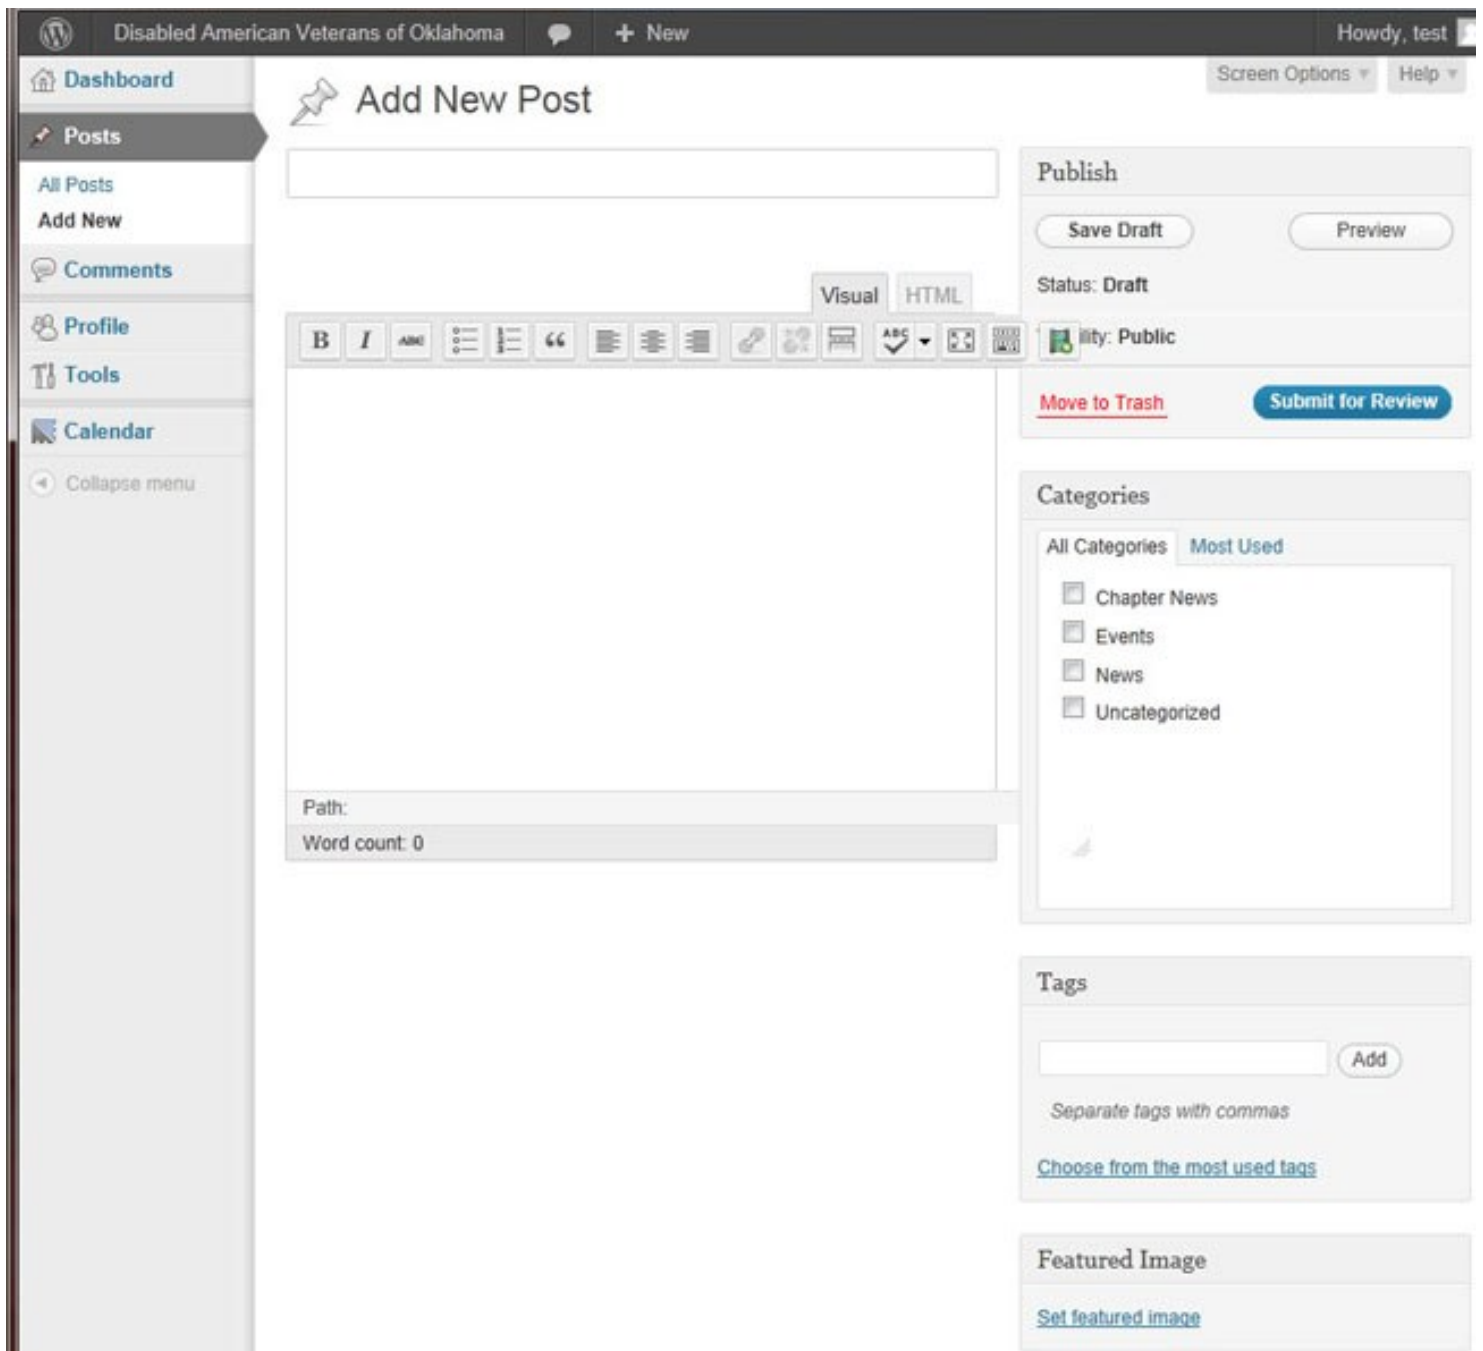 Disabled American Veterans of Oklahoma + New Howdy, test
Screen Options Help
Dashboard
Posts
All Posts
Add New
Comments
Profile
Tools
Calendar
Collapse menu
Add New Post
Visual HTML
B I ABC ABC
Path:
Word count: 0
Publish
Save Draft Preview
Status: Draft
ility: Public
Move to Trash Submit for Review
Categories
All Categories Most Used
Chapter News
Events
News
Uncategorized
Tags
Add
Separate tags with commas
Choose from the most used tags
Featured Image
Set featured image